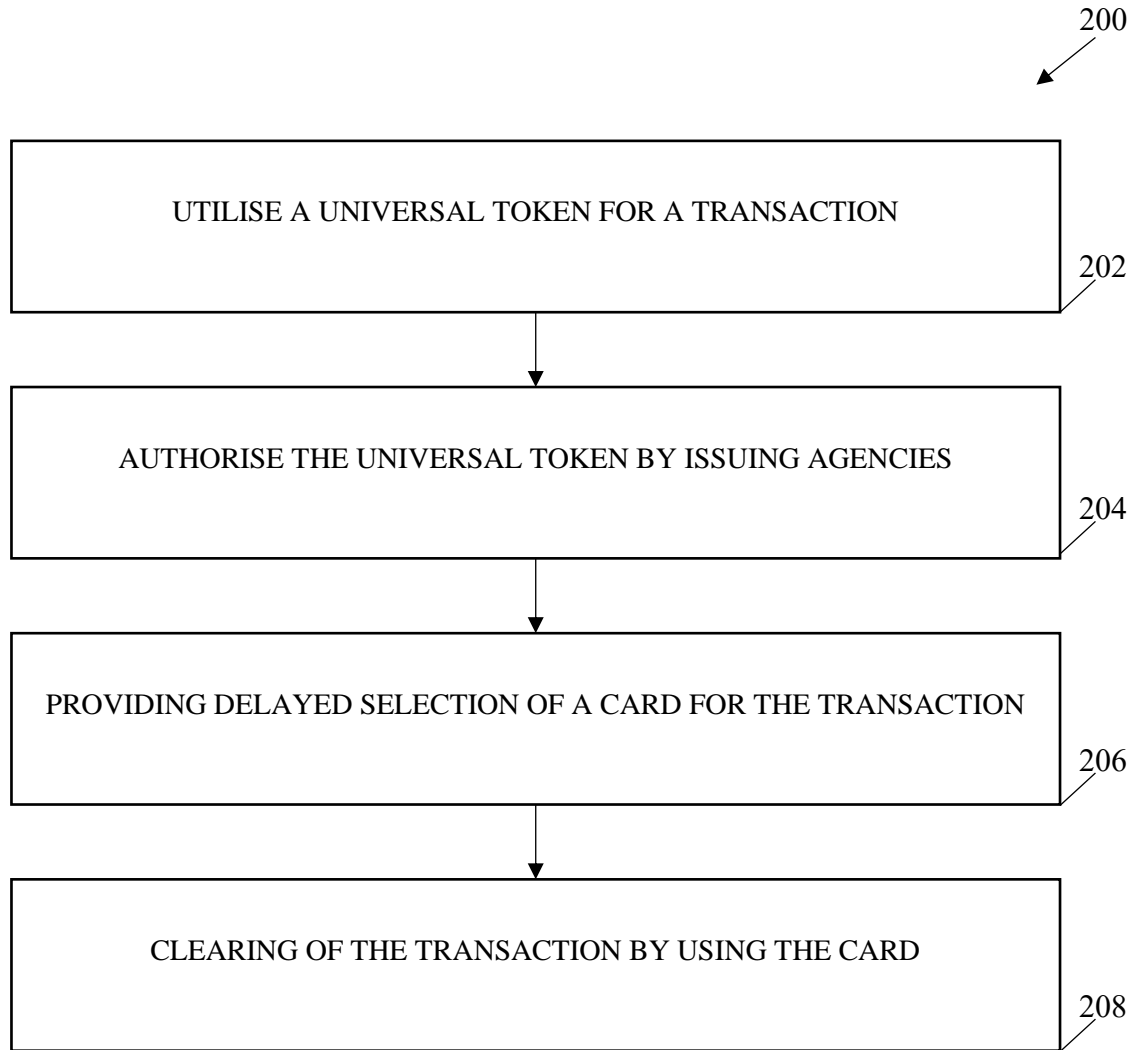 200
UTILISE A UNIVERSAL TOKEN FOR A TRANSACTION
202
AUTHORISE THE UNIVERSAL TOKEN BY ISSUING AGENCIES
204
PROVIDING DELAYED SELECTION OF A CARD FOR THE TRANSACTION
206
CLEARING OF THE TRANSACTION BY USING THE CARD
208